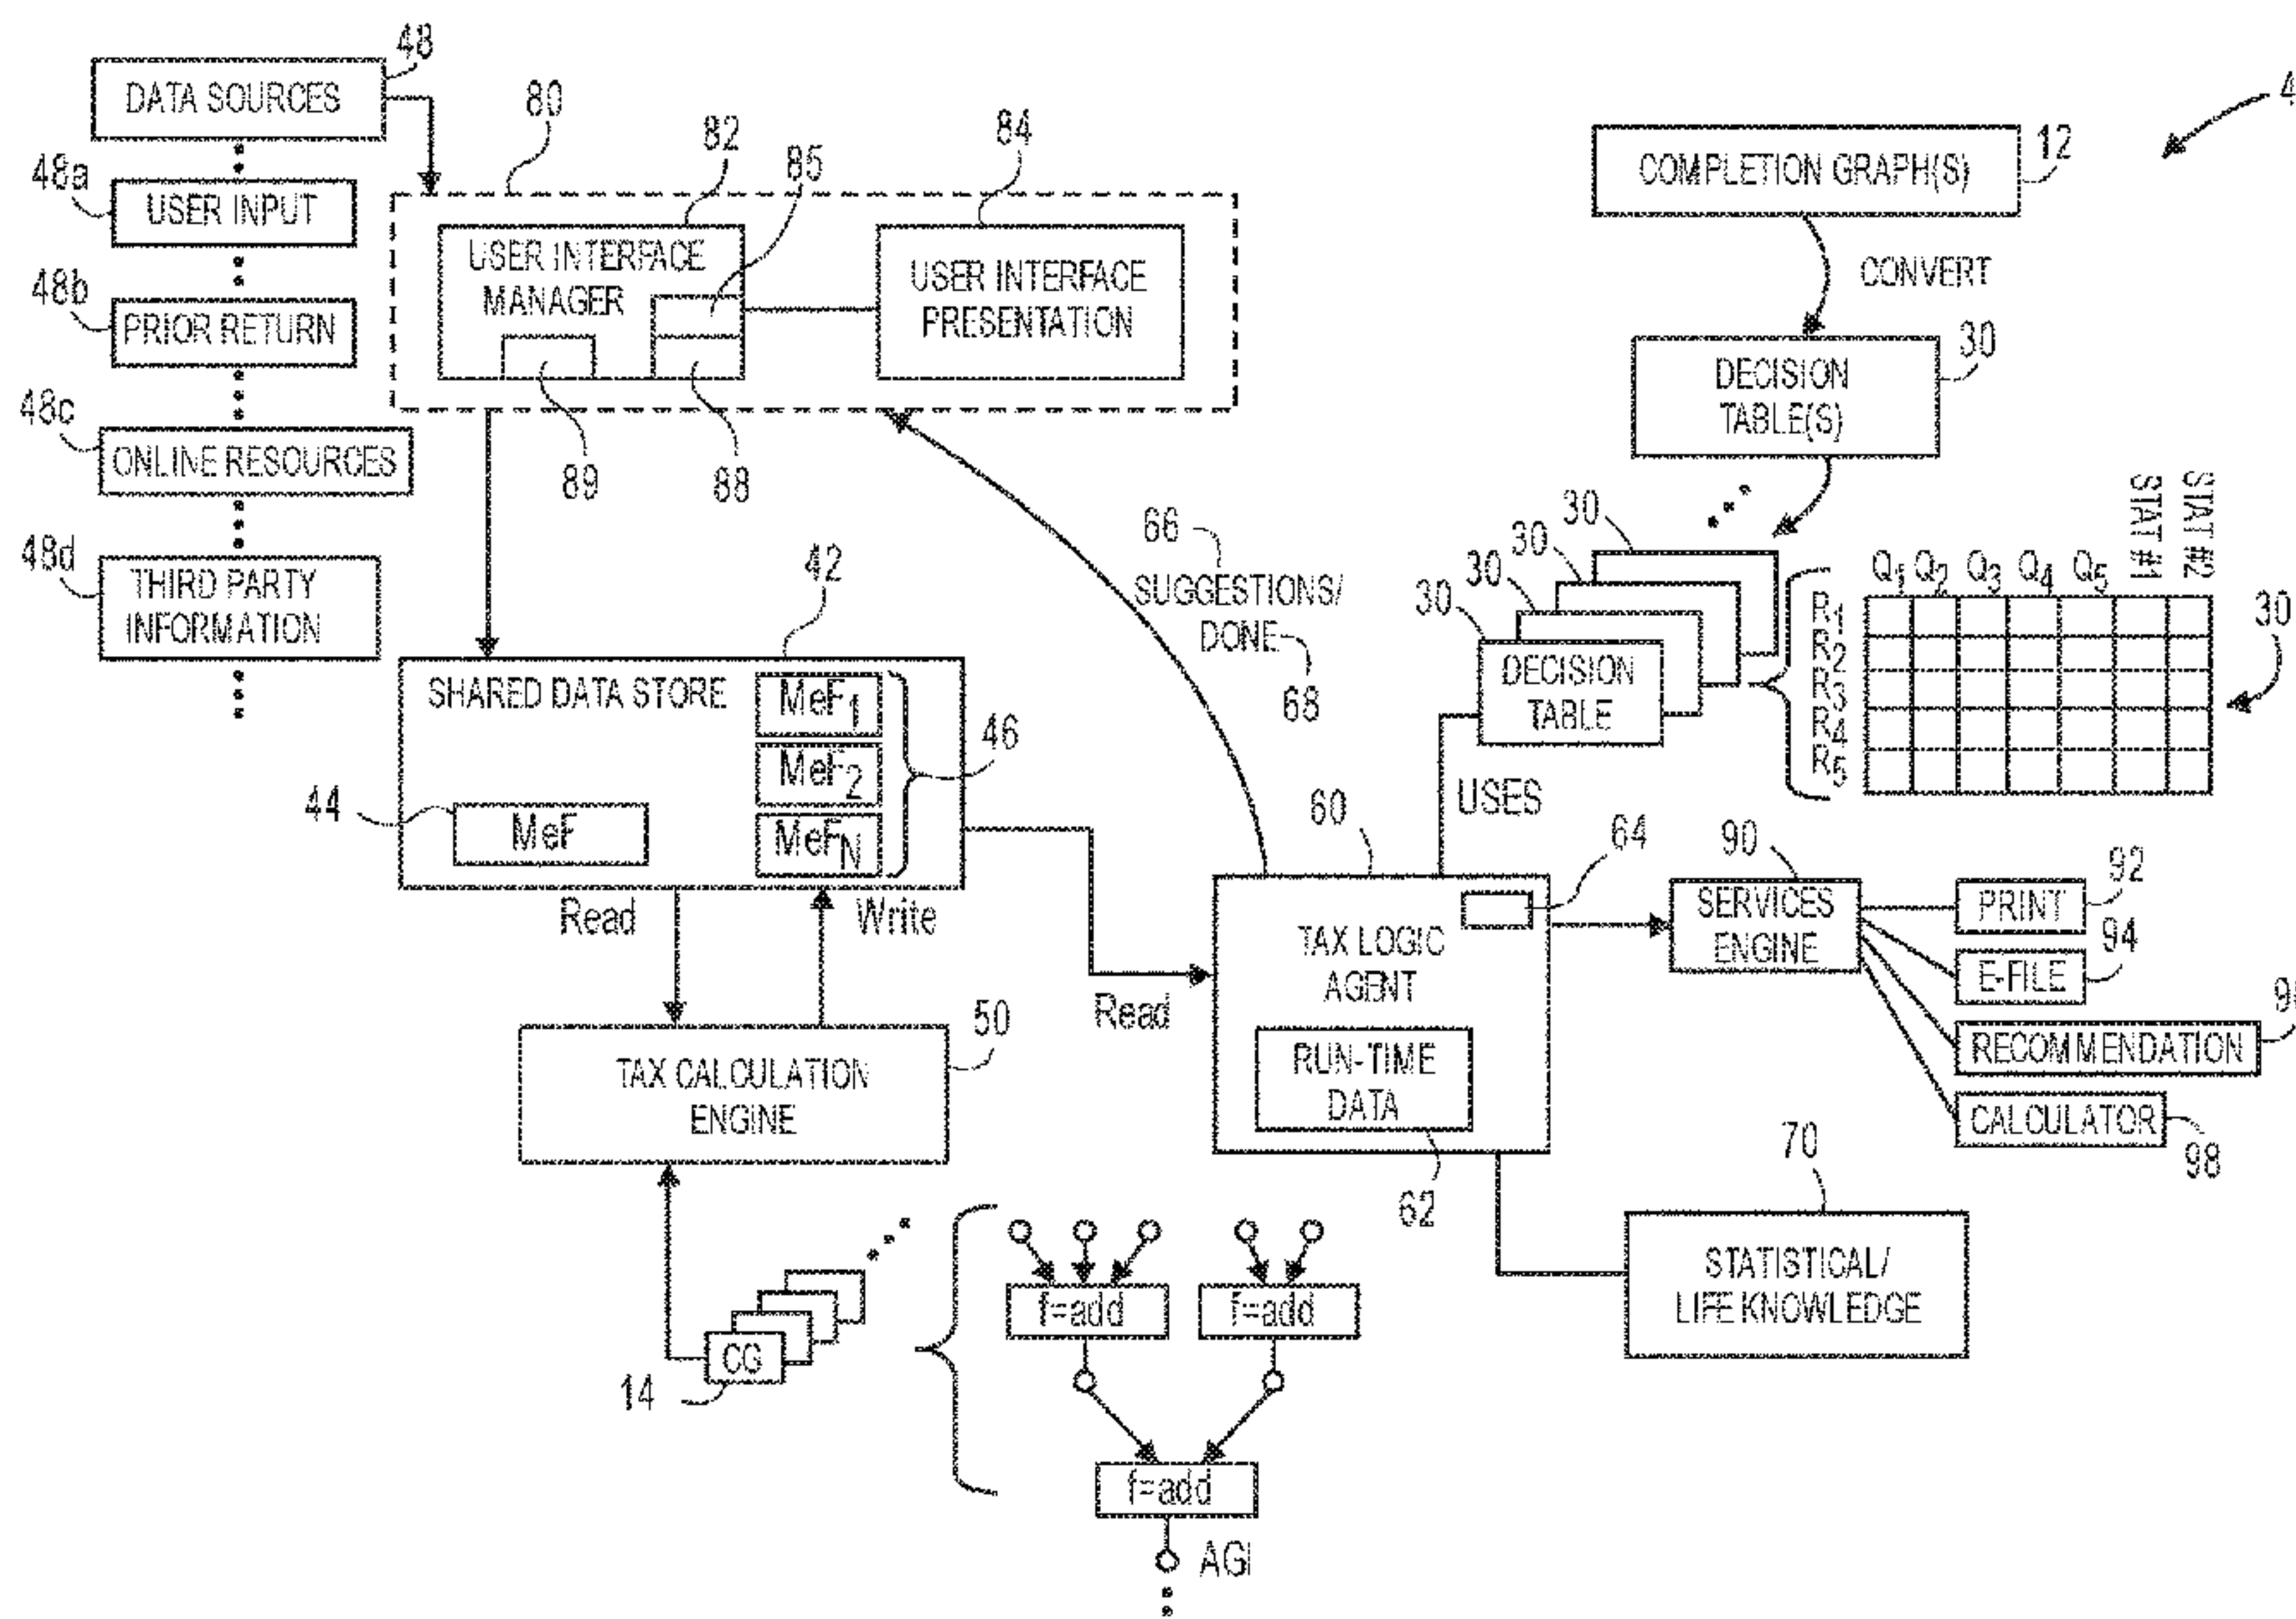 48
DATA SOURCES
48a
USER INPUT
48b
PRIOR RETURN
48c
ONLINE RESOURCES
48d
THIRD PARTY
INFORMATION
80
82
85
84
USER INTERFACE
MANAGER
USER INTERFACE
PRESENTATION
89
88
12
COMPLETION GRAPH(S)
CONVERT
30
DECISION
TABLE(S)
30
30
30
30
DECISION
TABLE
STAT #1
STAT #2
Q1 Q2 Q3 Q4 Q5
R1
R2
R3
R4
R5
30
66
SUGGESTIONS/
DONE
68
42
SHARED DATA STORE
MeF1
MeF2
MeFN
46
44
MeF
Read
Write
Read
50
TAX CALCULATION
ENGINE
14
CG
f=add
f=add
f=add
AGI
USES
60
64
TAX LOGIC
AGENT
RUN-TIME
DATA
62
90
SERVICES
ENGINE
92
PRINT
94
E-FILE
RECOMMENDATION
CALCULATOR
98
70
STATISTICAL/
LIFE KNOWLEDGE